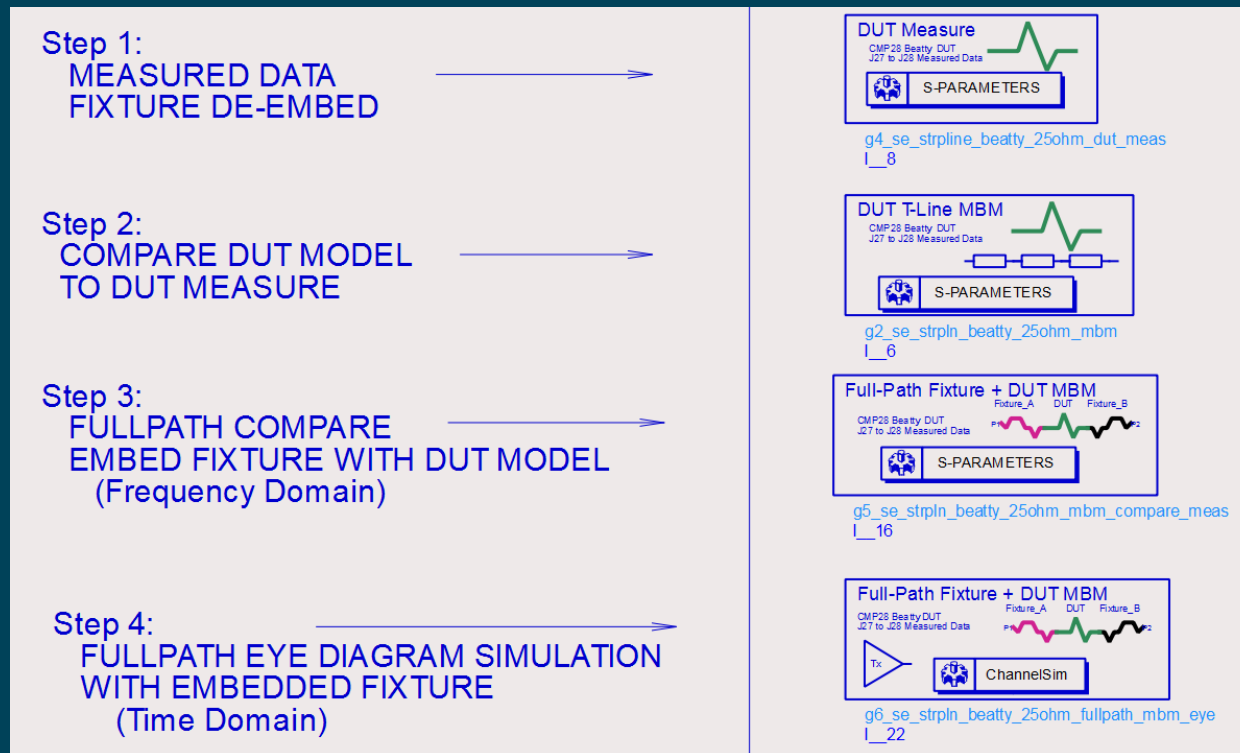 Step 1:
MEASURED DATA
FIXTURE DE-EMBED
DUT Measure
CMP28 Beatty DUT
J27 to J28 Measured Data
S-PARAMETERS
g4_se_strpline_beatty_25ohm_dut_meas
I__8
Step 2:
COMPARE DUT MODEL
TO DUT MEASURE
DUT T-Line MBM
CMP28 Beatty DUT
J27 to J28 Measured Data
S-PARAMETERS
g2_se_strpln_beatty_25ohm_mbm
I__6
Step 3:
FULLPATH COMPARE
EMBED FIXTURE WITH DUT MODEL
(Frequency Domain)
Full-Path Fixture + DUT MBM
Fixture_A DUT Fixture_B
CMP28 Beatty DUT
J27 to J28 Measured Data
P1 P2
S-PARAMETERS
g5_se_strpln_beatty_25ohm_mbm_compare_meas
I__16
Step 4:
FULLPATH EYE DIAGRAM SIMULATION
WITH EMBEDDED FIXTURE
(Time Domain)
Full-Path Fixture + DUT MBM
Fixture_A DUT Fixture_B
CMP28 Beatty DUT
J27 to J28 Measured Data
P1 P2
Tx
ChannelSim
g6_se_strpln_beatty_25ohm_fullpath_mbm_eye
I__22